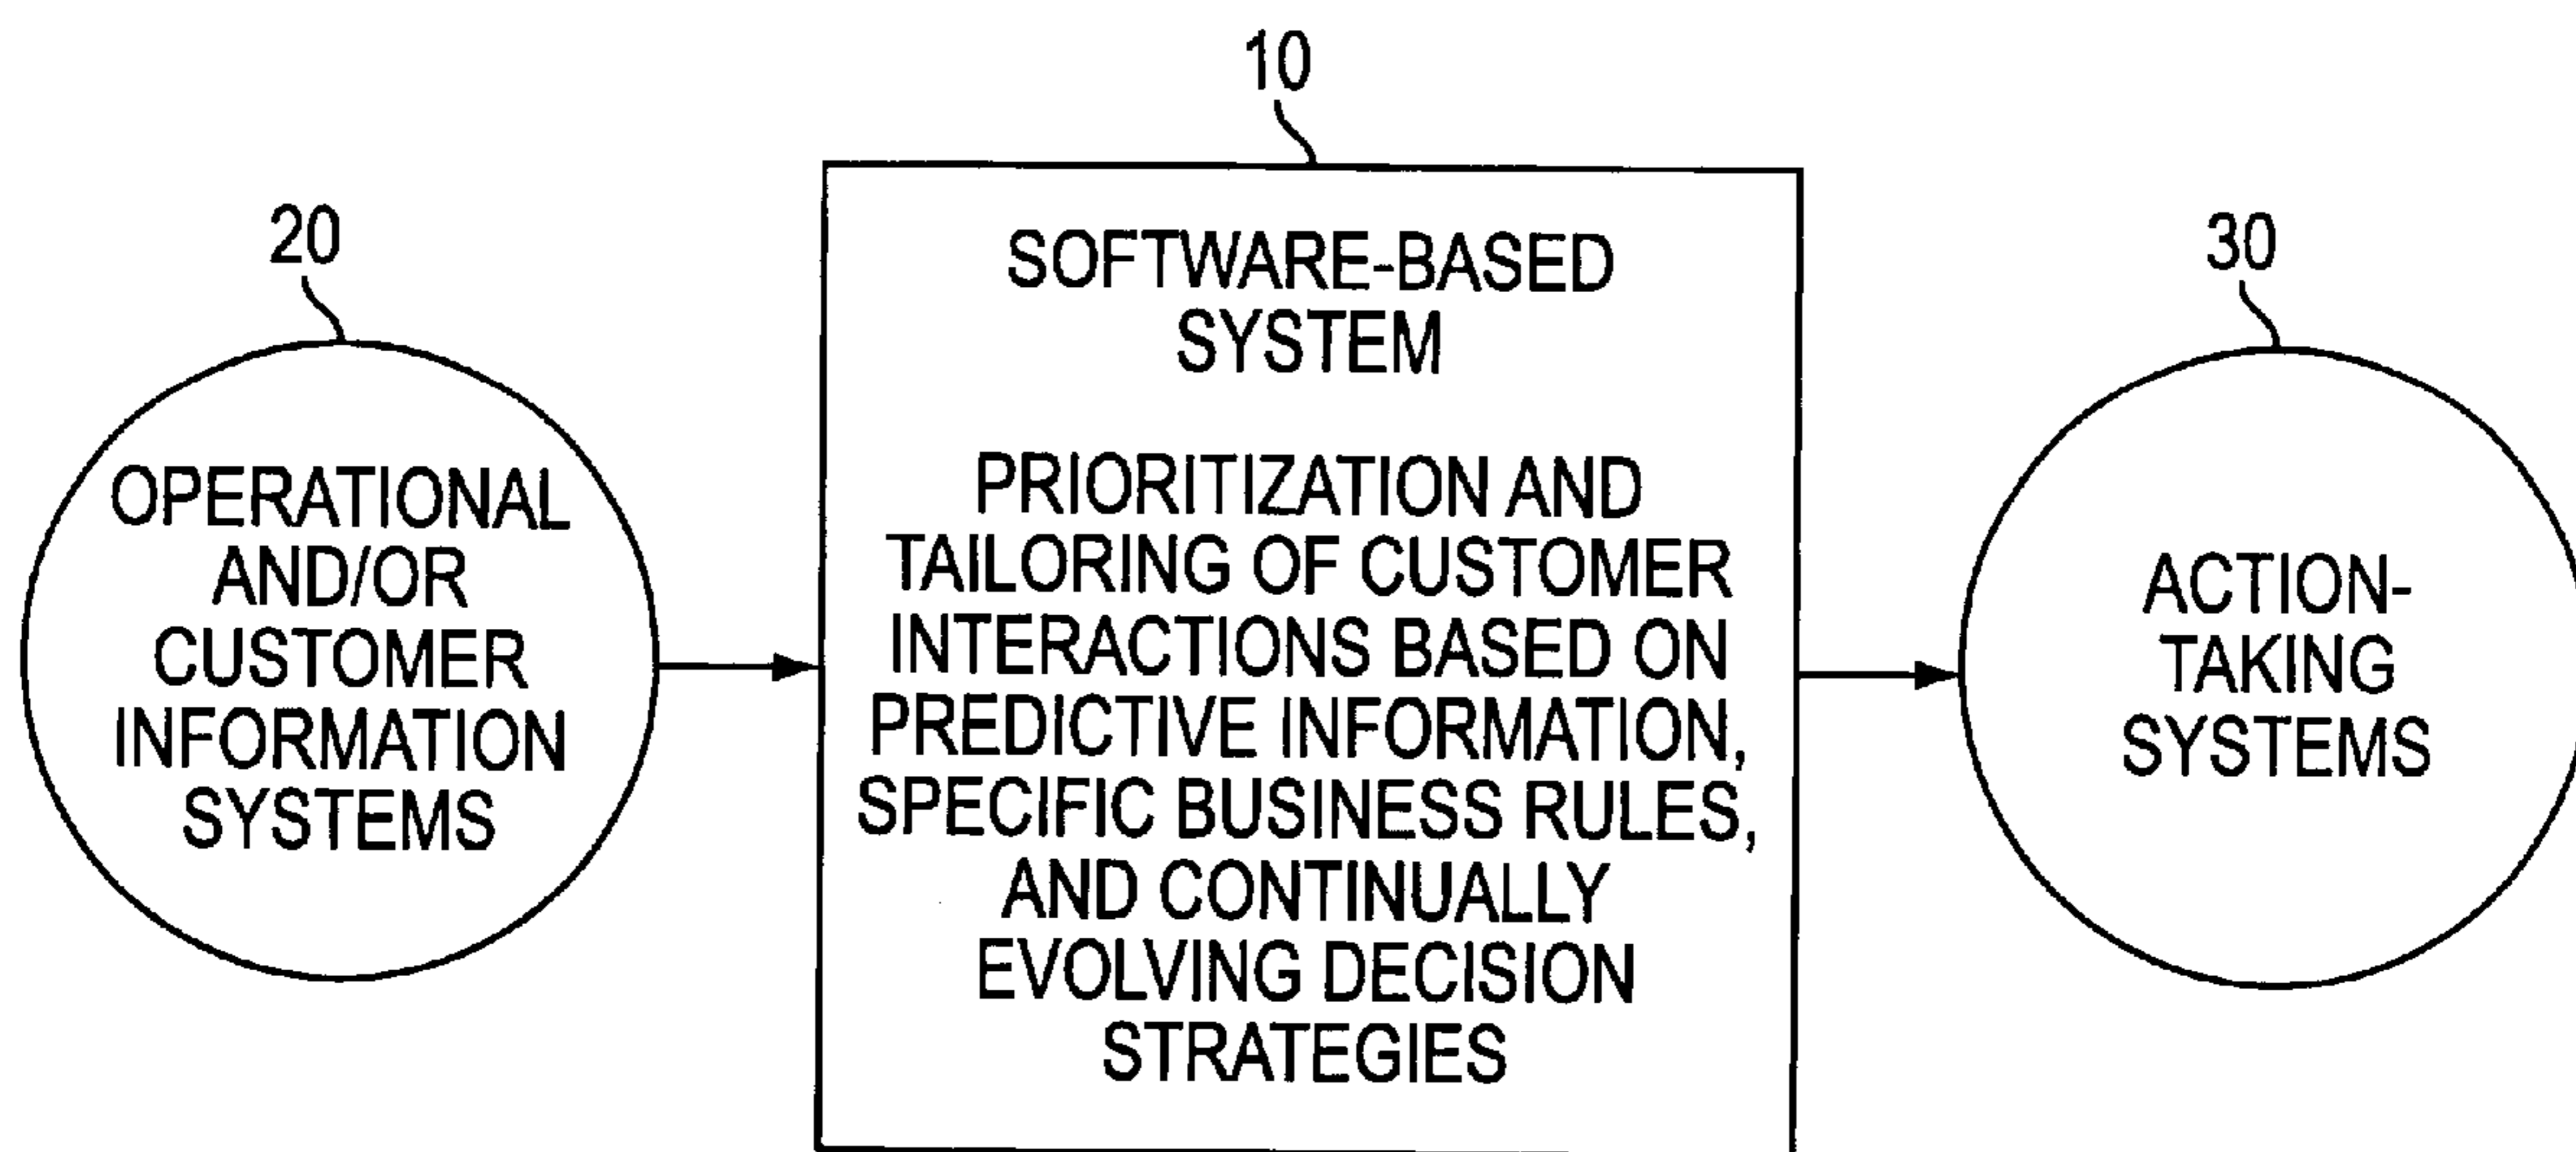 10
20
30
OPERATIONAL
AND/OR
CUSTOMER
INFORMATION
SYSTEMS
SOFTWARE-BASED
SYSTEM
PRIORITIZATION AND
TAILORING OF CUSTOMER
INTERACTIONS BASED ON
PREDICTIVE INFORMATION,
SPECIFIC BUSINESS RULES,
AND CONTINUALLY
EVOLVING DECISION
STRATEGIES
ACTION-
TAKING
SYSTEMS